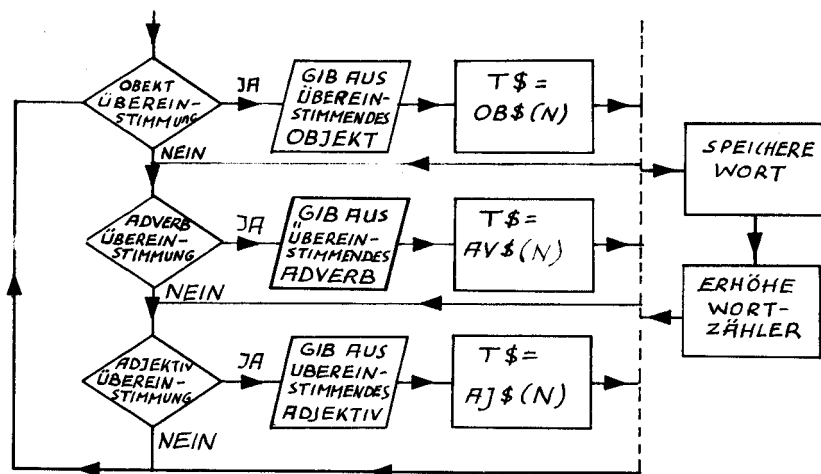 OBEKT
ÜBEREIN-
STIMMUNG
JA
GIB AUS
ÜBEREIN-
STIMMENDES
OBJEKT
T$=
OB$(N)
NEIN
SPEICHERE
WORT
ADVERB
ÜBEREIN-
STIMMUNG
JA
GIB AUS
ÜBEREIN-
STIMMENDES
ADVERB
T$=
AV$(N)
NEIN
ERHÖHE
WORT-
ZÄHLER
ADJEKTIV
ÜBEREIN-
STIMMUNG
JA
GIB AUS
UBEREIN-
STIMMENDES
ADJEKTIV
T$=
AJ$(N)
NEIN